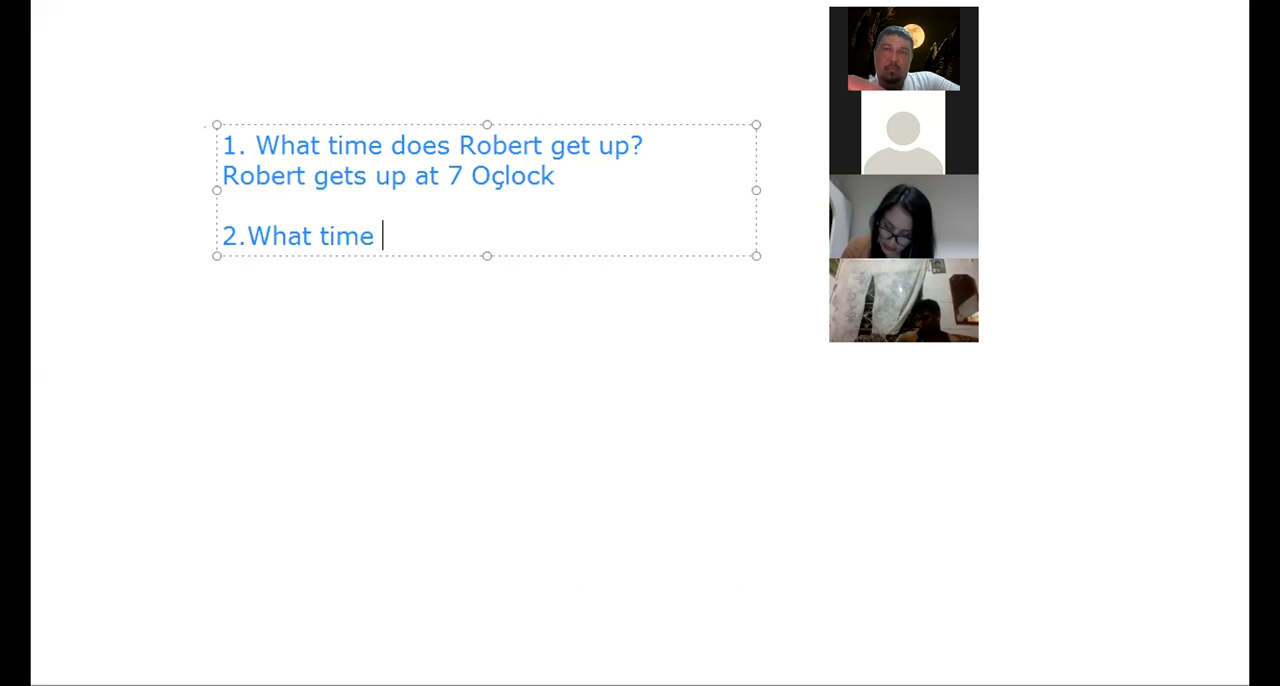 1. What time does Robert get up?
Robert gets up at 7 Oçlock
2.What time